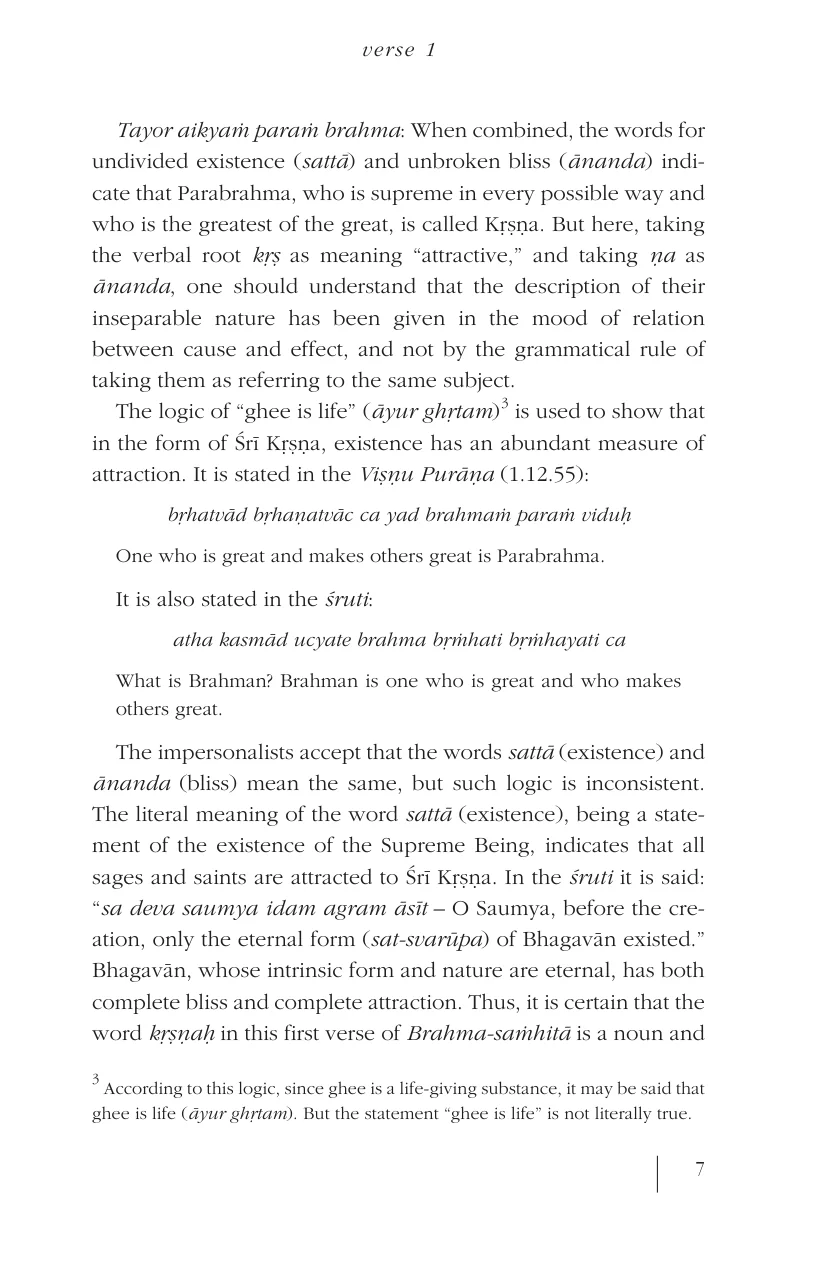 verse 1
Tayor aikyaṁ paraṁ brahma: When combined, the words for
undivided existence (sattā) and unbroken bliss (ānanda) indi-
cate that Parabrahma, who is supreme in every possible way and
who is the greatest of the great, is called Kṛṣṇa. But here, taking
the verbal root kṛṣ as meaning “attractive,” and taking ṇa as
ānanda, one should understand that the description of their
inseparable nature has been given in the mood of relation
between cause and effect, and not by the grammatical rule of
taking them as referring to the same subject.
The logic of “ghee is life” (āyur ghṛtam)3 is used to show that
in the form of Śrī Kṛṣṇa, existence has an abundant measure of
attraction. It is stated in the Viṣṇu Purāṇa (1.12.55):
bṛhatvād bṛhaṇatvāc ca yad brahmaṁ paraṁ viduḥ
One who is great and makes others great is Parabrahma.
It is also stated in the śruti:
atha kasmād ucyate brahma bṛṁhati bṛṁhayati ca
What is Brahman? Brahman is one who is great and who makes
others great.
The impersonalists accept that the words sattā (existence) and
ānanda (bliss) mean the same, but such logic is inconsistent.
The literal meaning of the word sattā (existence), being a state-
ment of the existence of the Supreme Being, indicates that all
sages and saints are attracted to Śrī Kṛṣṇa. In the śruti it is said:
“sa deva saumya idam agram āsīt – O Saumya, before the cre-
ation, only the eternal form (sat-svarūpa) of Bhagavān existed.”
Bhagavān, whose intrinsic form and nature are eternal, has both
complete bliss and complete attraction. Thus, it is certain that the
word kṛṣṇaḥ in this first verse of Brahma-saṁhitā is a noun and
3 According to this logic, since ghee is a life-giving substance, it may be said that
ghee is life (āyur ghṛtam). But the statement “ghee is life” is not literally true.
7